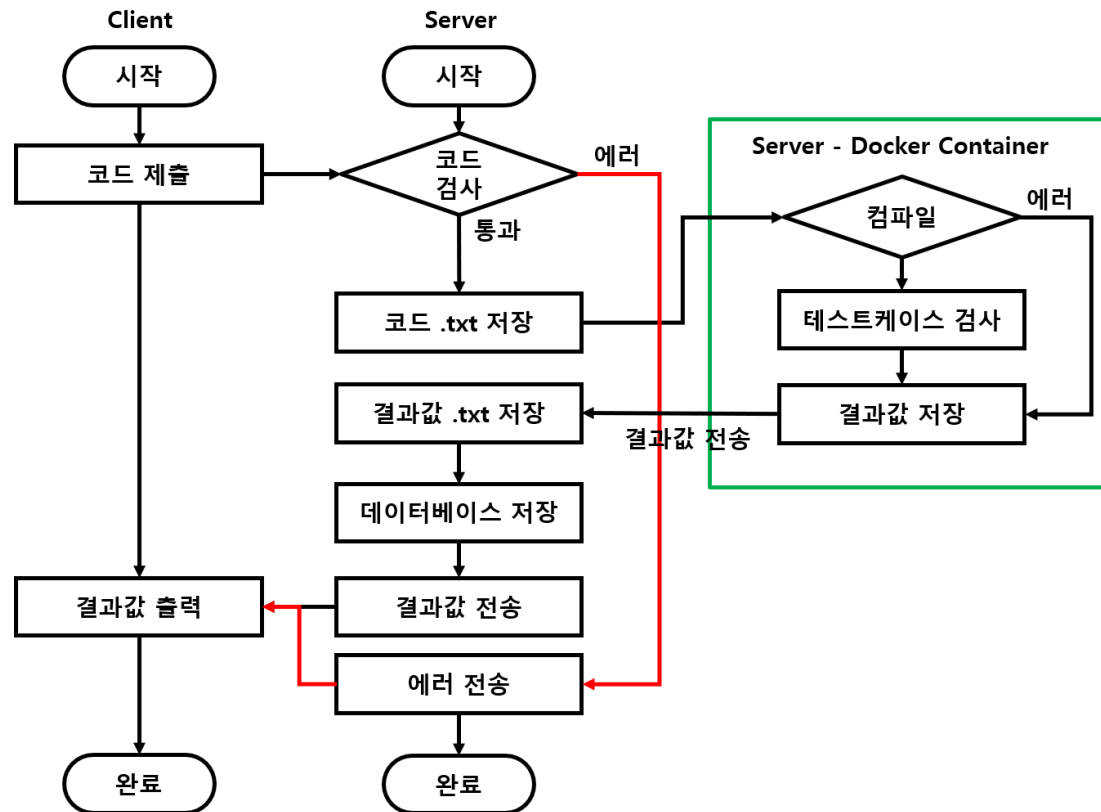 Client
Server
시작
시작
코드 제출
코드
검사
에러
통과
Server - Docker Container
컴파일
에러
코드 .txt 저장
테스트케이스 검사
결과값 .txt 저장
결과값 저장
결과값 전송
데이터베이스 저장
결과값 출력
결과값 전송
에러 전송
완료
완료